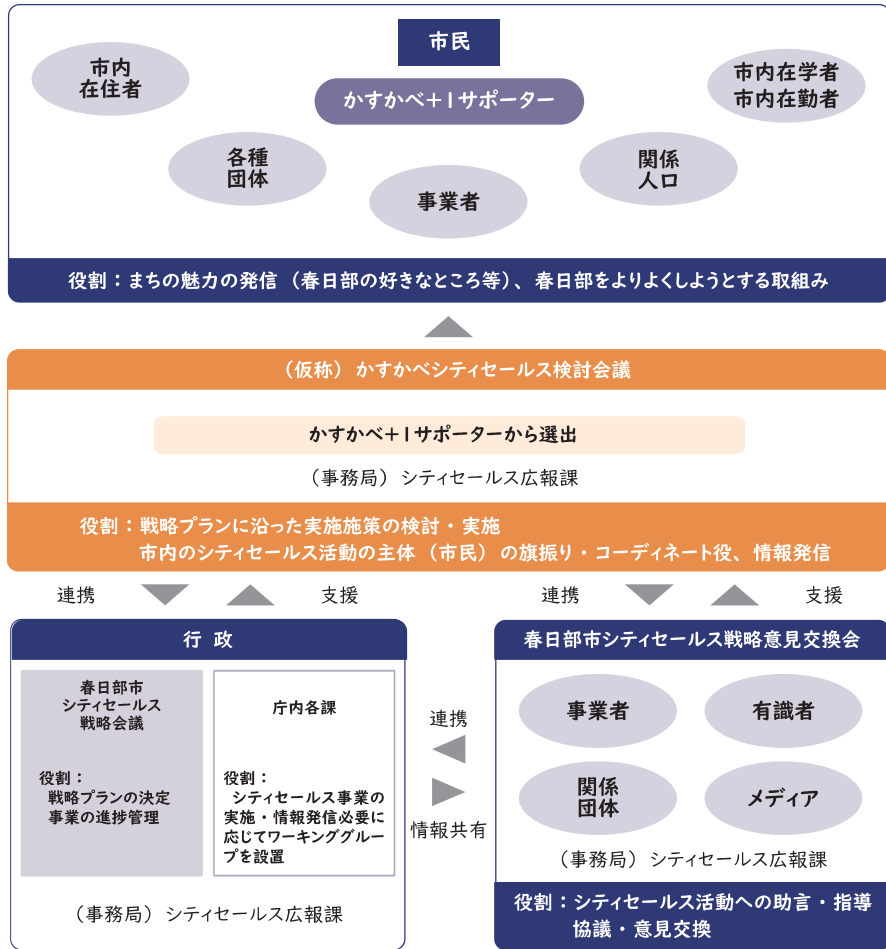 市民
かすかべ+1サポーター
市内
在住者
市内在学者
市内在勤者
各種
団体
事業者
関係
人口
役割：まちの魅力の発信（春日部の好きなところ等）、春日部をよりよくしようとする取組み
（仮称）かすかべシティセールス検討会議
かすかべ+1サポーターから選出
（事務局）シティセールス広報課
役割：戦略プランに沿った実施施策の検討・実施
市内のシティセールス活動の主体（市民）の旗振り・コーディネート役、情報発信
連携
支援
連携
支援
行政
春日部市
シティセールス
戦略会議
役割：
戦略プランの決定
事業の進捗管理
庁内各課
役割：
シティセールス事業の
実施・情報発信必要に
応じてワーキンググルー
プを設置
（事務局）シティセールス広報課
連携
情報共有
春日部市シティセールス戦略意見交換会
事業者
有識者
関係
団体
メディア
（事務局）シティセールス広報課
役割：シティセールス活動への助言・指導
協議・意見交換